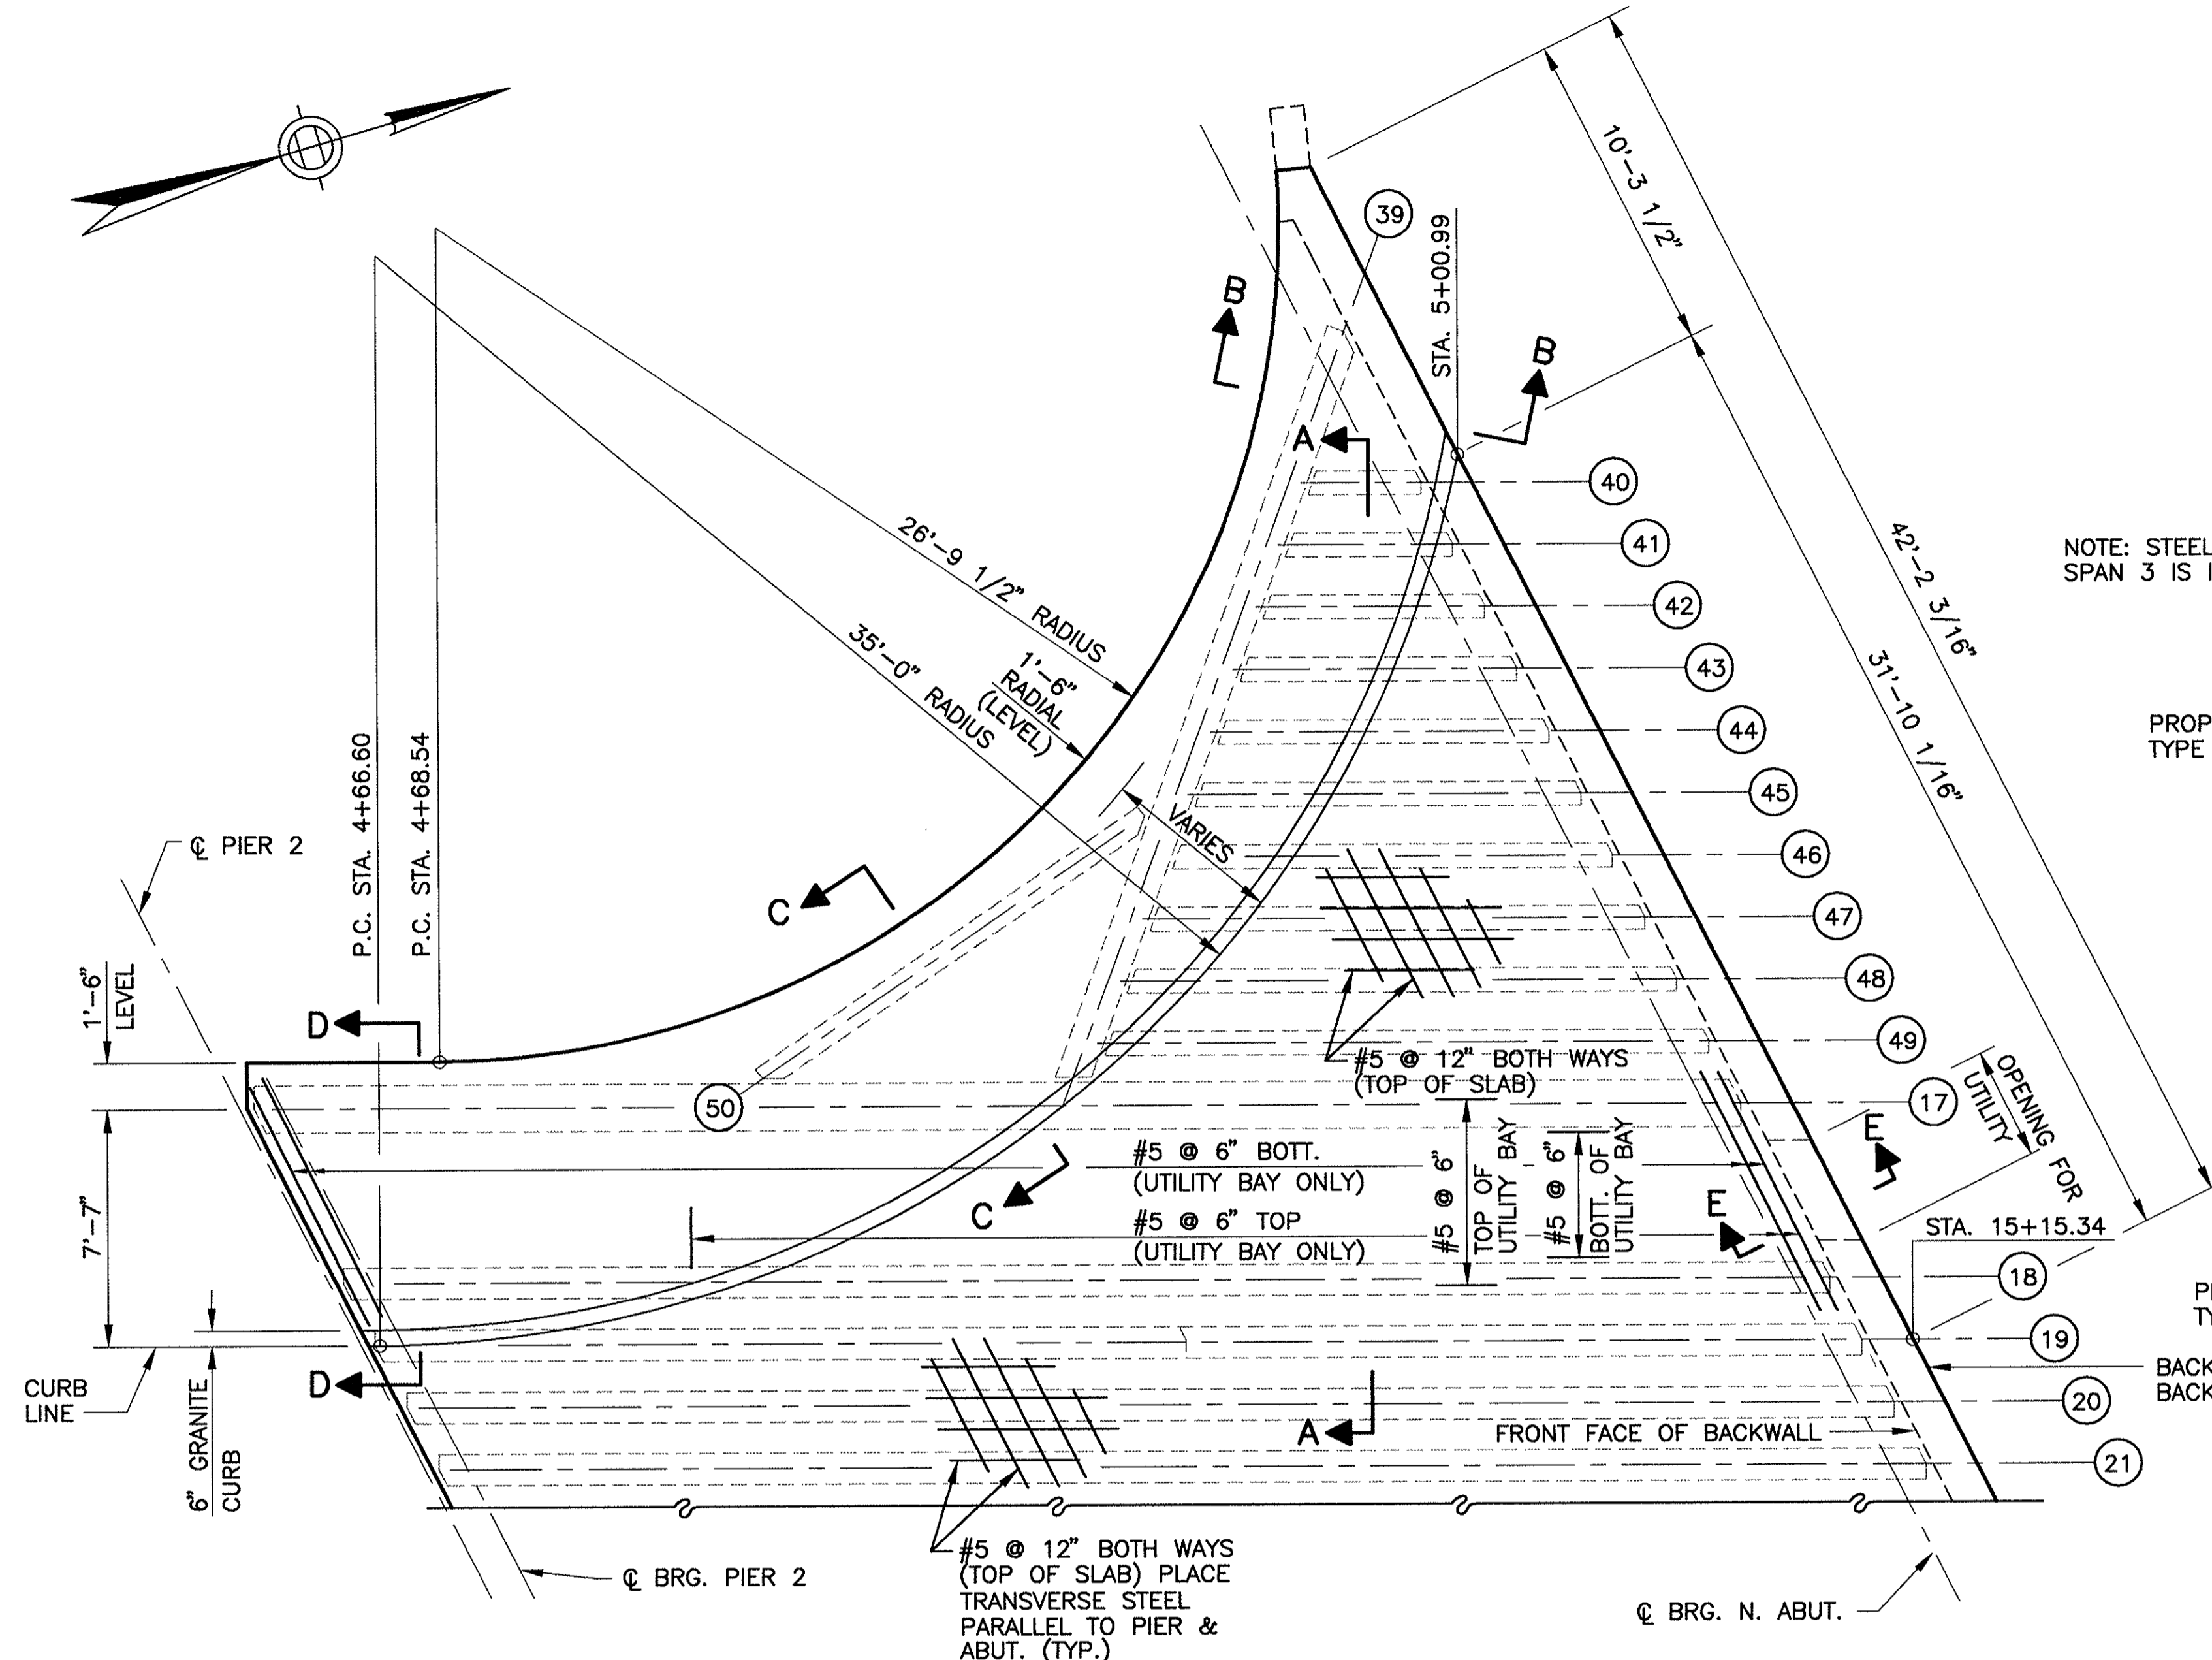 10'-3 1/2"
39
STA. 5+00.99
B
B
A
40
41
42
43
44
45
46
47
48
49
17
26'-9 1/2" RADIUS
35'-0" RADIUS
1'-6"
RADIAL
(LEVEL)
VARIES
42'-2 3/16"
31'-10 1/16"
NOTE: STEEL
SPAN 3 IS
PROP
TYPE
℄ PIER 2
P.C. STA. 4+66.60
P.C. STA. 4+68.54
C
1'-6"
LEVEL
D
50
#5 @ 12" BOTH WAYS
(TOP OF SLAB)
OPENING FOR
UTILITY
#5 @ 6" BOTT.
(UTILITY BAY ONLY)
#5 @ 6" TOP
(UTILITY BAY ONLY)
#5 @ 6"
TOP OF
UTILITY BAY
#5 @ 6"
BOTT. OF
UTILITY BAY
E
E
C
7'-7"
STA. 15+15.34
18
19
20
21
D
CURB
LINE
6" GRANITE
CURB
A
FRONT FACE OF BACKWALL
BACK
BACK
#5 @ 12" BOTH WAYS
(TOP OF SLAB) PLACE
TRANSVERSE STEEL
PARALLEL TO PIER &
ABUT. (TYP.)
℄ BRG. PIER 2
℄ BRG. N. ABUT.